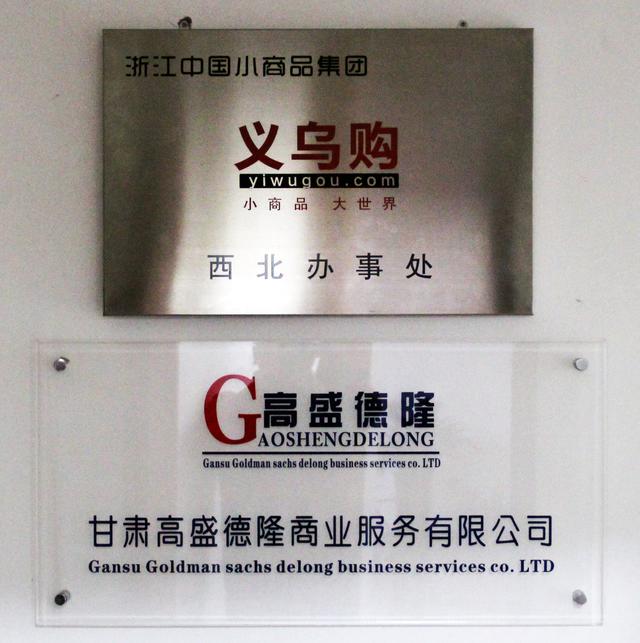 浙江中国小商品集团
义乌购
yiwugou.com
小商品 大世界
西北办事处
G高盛德隆
AOSHENGDELONG
Gansu Goldman sachs delong business services co. LTD
甘肃高盛德隆商业服务有限公司
Gansu Goldman sachs delong business services co. LTD